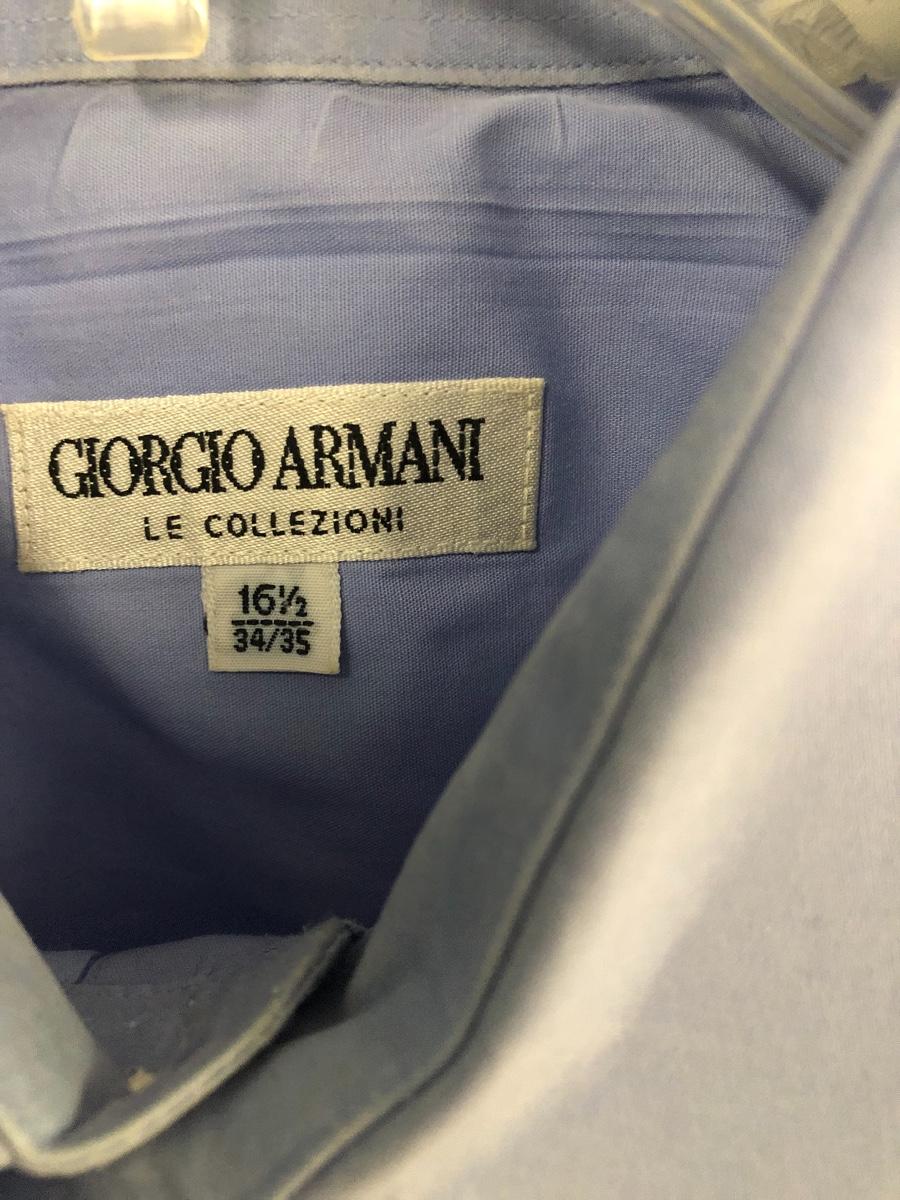 GIORGIO ARMANI
LE COLLEZIONI
16½
34/35